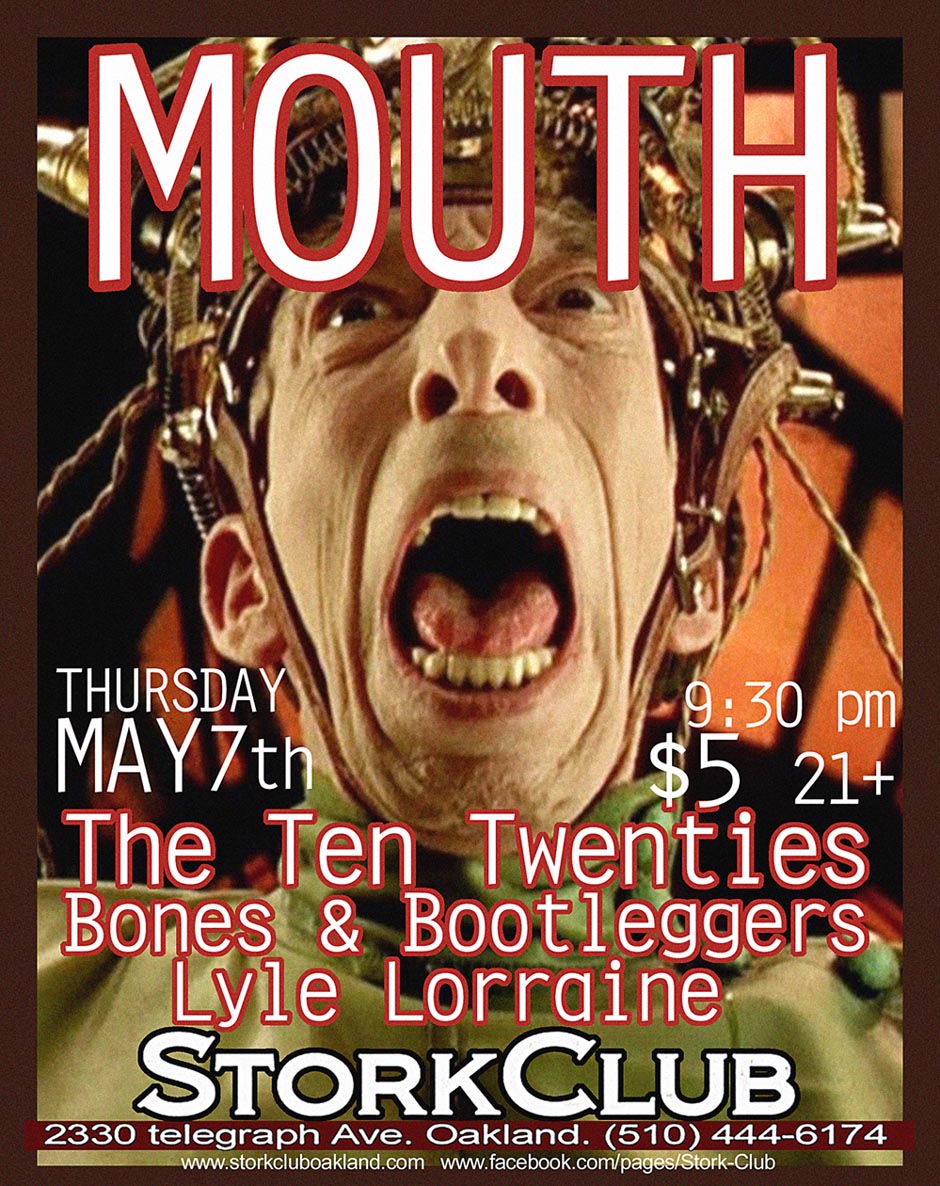 MOUTH
THURSDAY
MAY7th
9:30 pm
$5 21+
The Ten Twenties
Bones & Bootleggers
Lyle Lorraine
STORKCLUB
2330 telegraph Ave. Oakland. (510) 444-6174
www.storkcluboakland.com www.facebook.com/pages/Stork-Club